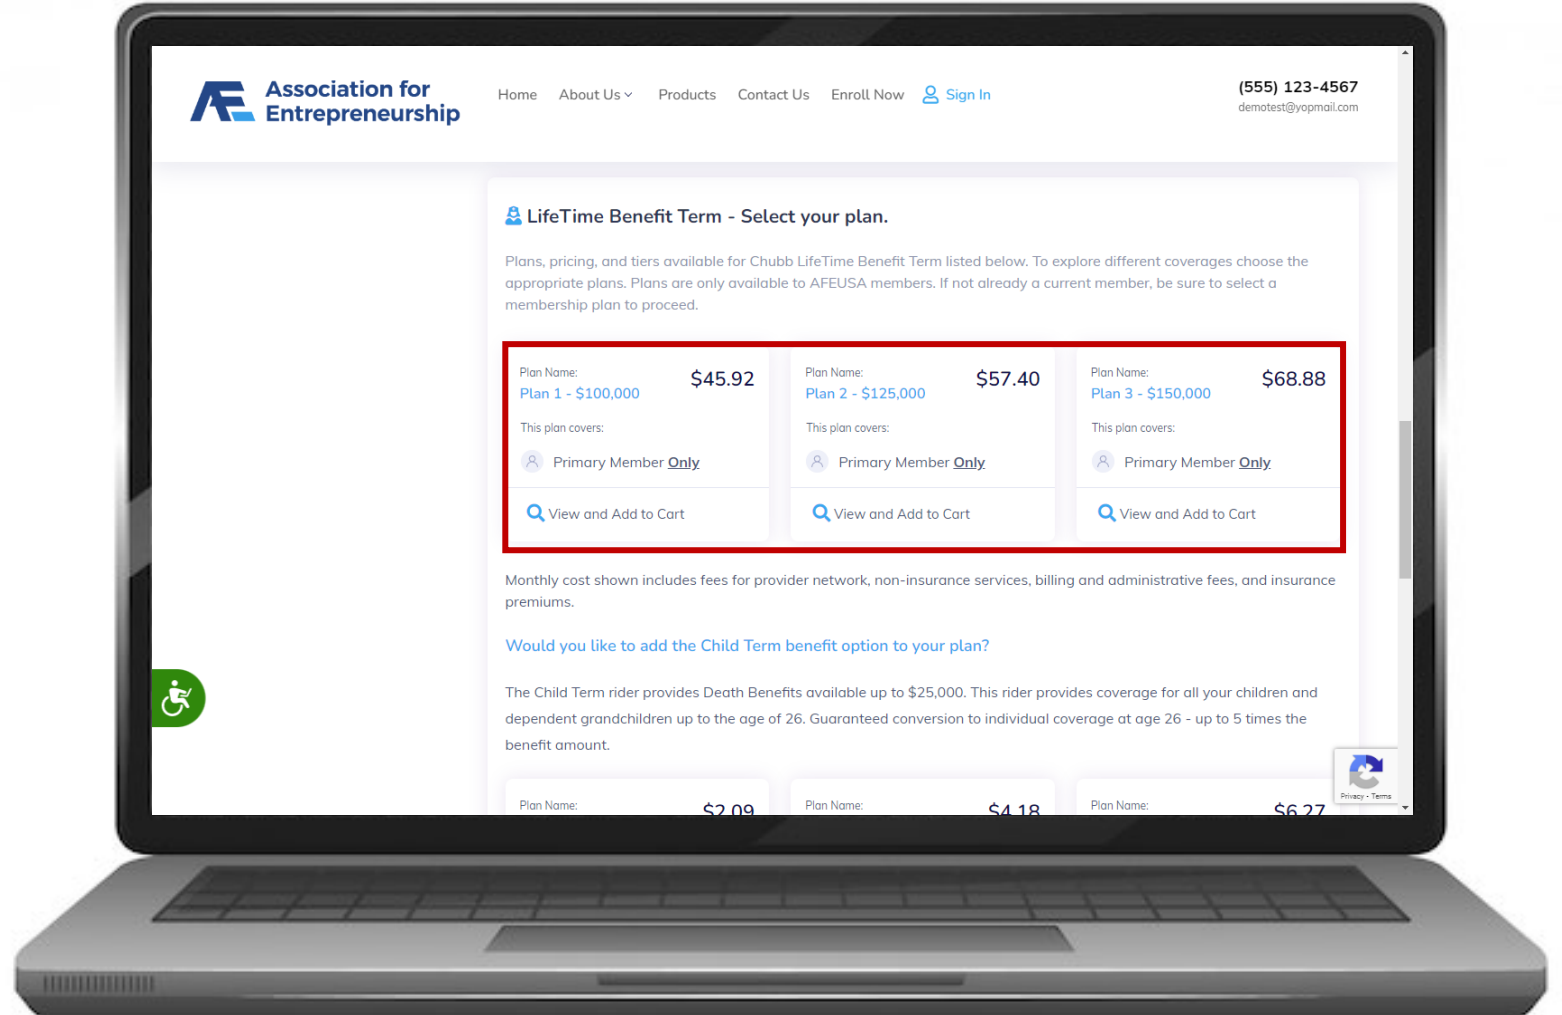 Association for
Entrepreneurship
Home About Us Products Contact Us Enroll Now Sign In
(555) 123-4567
demotest@yopmail.com
LifeTime Benefit Term - Select your plan.
Plans, pricing, and tiers available for Chubb LifeTime Benefit Term listed below. To explore different coverages choose the
appropriate plans. Plans are only available to AFEUSA members. If not already a current member, be sure to select a
membership plan to proceed.
Plan Name:
Plan 1 - $100,000
$45.92
This plan covers:
Primary Member Only
View and Add to Cart
Plan Name:
Plan 2 - $125,000
$57.40
This plan covers:
Primary Member Only
View and Add to Cart
Plan Name:
Plan 3 - $150,000
$68.88
This plan covers:
Primary Member Only
View and Add to Cart
Monthly cost shown includes fees for provider network, non-insurance services, billing and administrative fees, and insurance
premiums.
Would you like to add the Child Term benefit option to your plan?
The Child Term rider provides Death Benefits available up to $25,000. This rider provides coverage for all your children and
dependent grandchildren up to the age of 26. Guaranteed conversion to individual coverage at age 26 - up to 5 times the
benefit amount.
Plan Name:
$2.09
Plan Name:
$4.18
Plan Name:
$6.27
Privacy - Terms